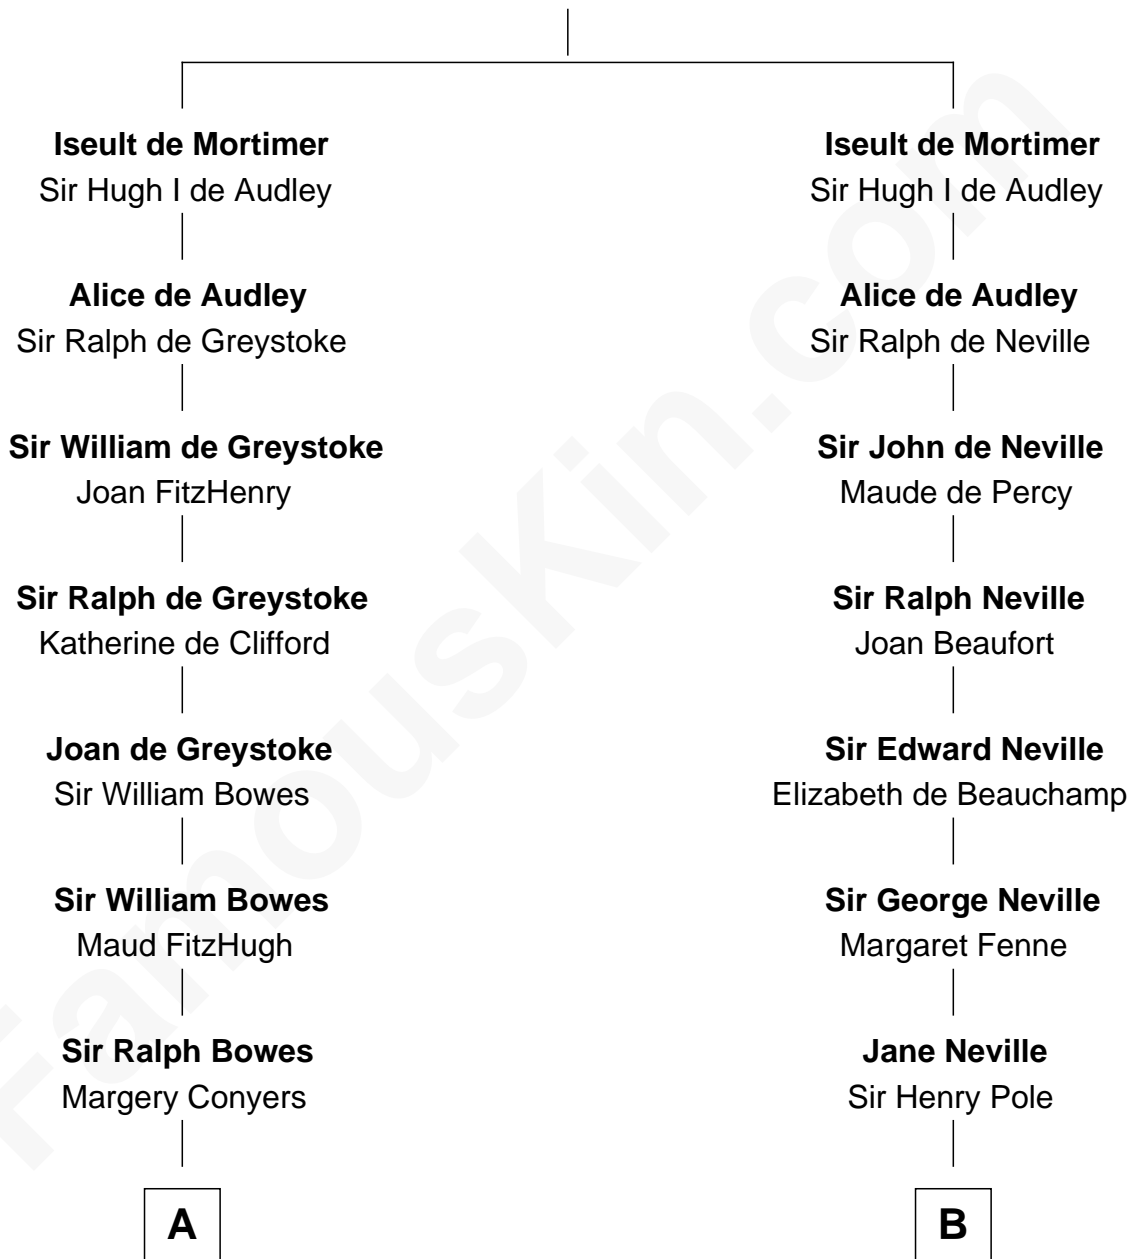 Iseult de Mortimer
Sir Hugh I de Audley
Alice de Audley
Sir Ralph de Greystoke
Sir William de Greystoke
Joan FitzHenry
Sir Ralph de Greystoke
Katherine de Clifford
Joan de Greystoke
Sir William Bowes
Sir William Bowes
Maud FitzHugh
Sir Ralph Bowes
Margery Conyers
A
Iseult de Mortimer
Sir Hugh I de Audley
Alice de Audley
Sir Ralph de Neville
Sir John de Neville
Maude de Percy
Sir Ralph Neville
Joan Beaufort
Sir Edward Neville
Elizabeth de Beauchamp
Sir George Neville
Margaret Fenne
Jane Neville
Sir Henry Pole
B
FamousKin.com